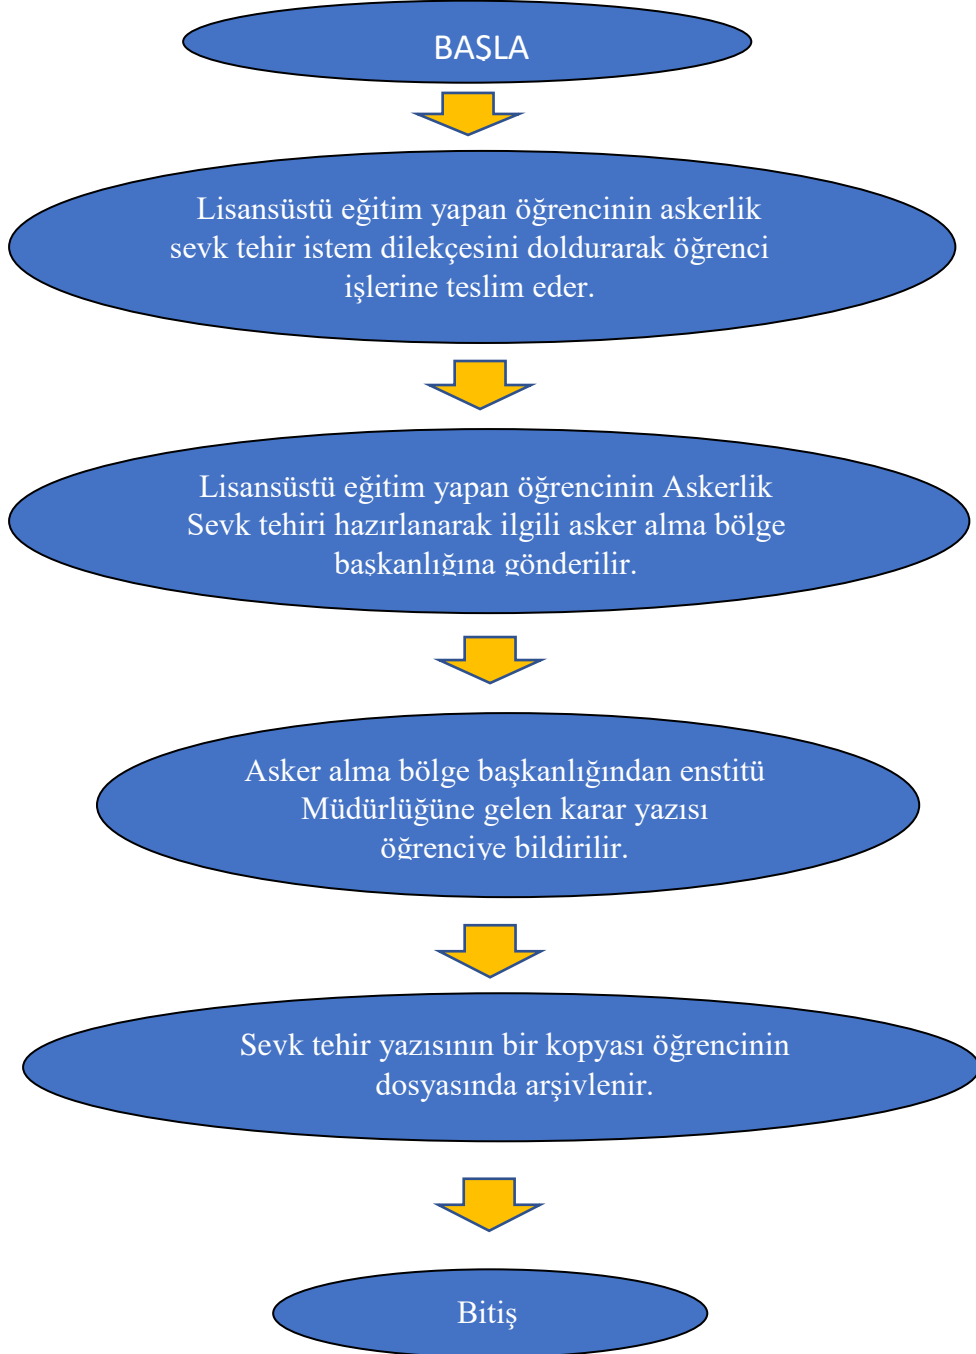 BAŞLA
Lisansüstü eğitim yapan öğrencinin askerlik
sevk tehir istem dilekçesini doldurarak öğrenci
işlerine teslim eder.
Lisansüstü eğitim yapan öğrencinin Askerlik
Sevk tehiri hazırlanarak ilgili asker alma bölge
başkanlığına gönderilir.
Asker alma bölge başkanlığından enstitü
Müdürlüğüne gelen karar yazısı
öğrenciye bildirilir.
Sevk tehir yazısının bir kopyası öğrencinin
dosyasında arşivlenir.
Bitiş